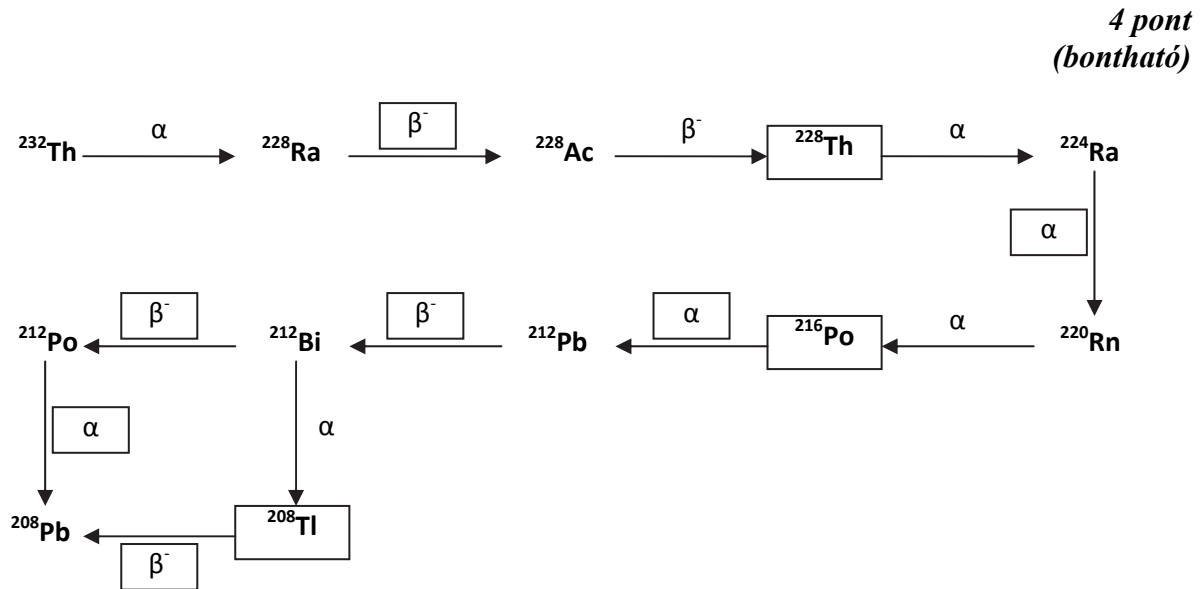 4 pont
(bontható)
²³²Th α ²²⁸Ra β⁻ ²²⁸Ac β⁻ ²²⁸Th α ²²⁴Ra
α
²¹²Po β⁻ ²¹²Bi β⁻ ²¹²Pb α ²¹⁶Po α ²²⁰Rn
α α
²⁰⁸Pb β⁻ ²⁰⁸Tl